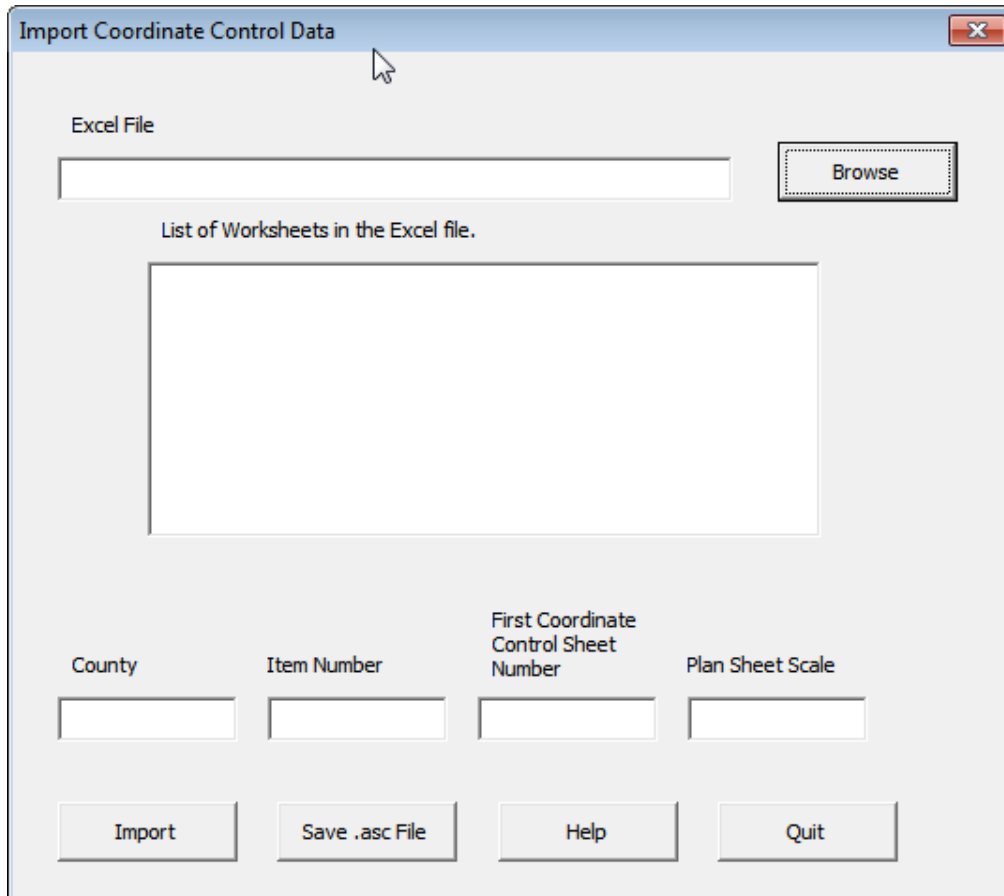 Import Coordinate Control Data
Excel File
Browse
List of Worksheets in the Excel file.
First Coordinate
Control Sheet
Number
County
Item Number
Plan Sheet Scale
Import
Save .asc File
Help
Quit